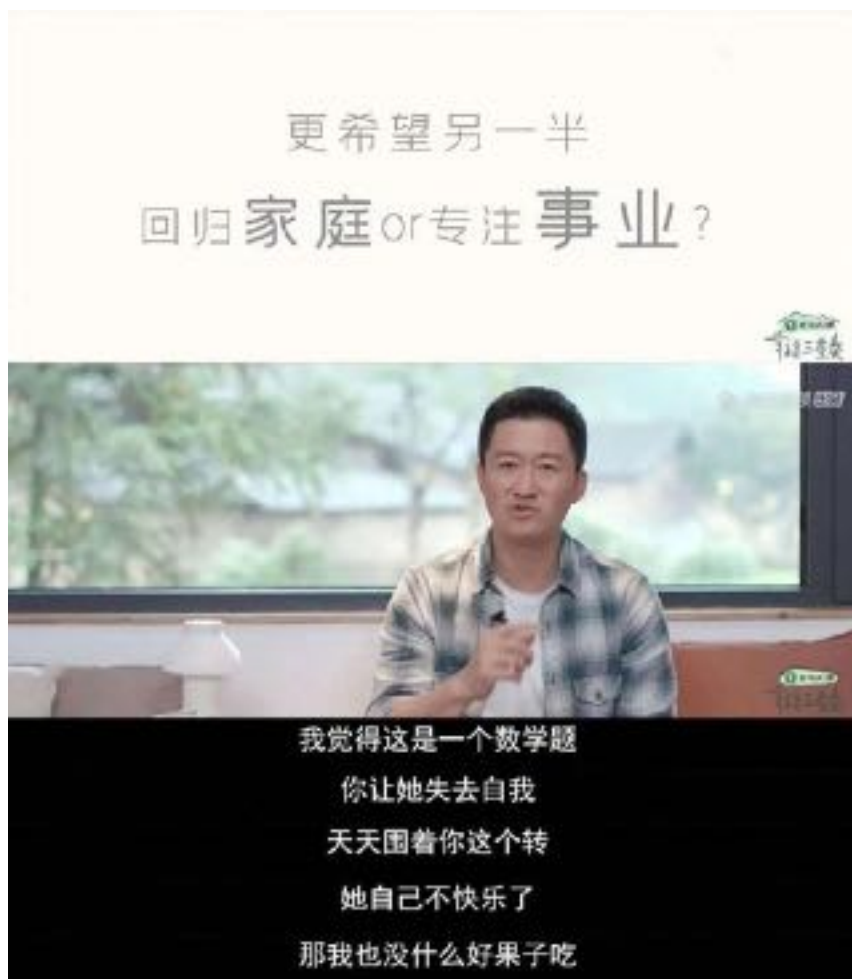 更希望另一半
回归家庭or专注事业?
我觉得这是一个数学题
你让她失去自我
天天围着你这个转
她自己不快乐了
那我也没什么好果子吃